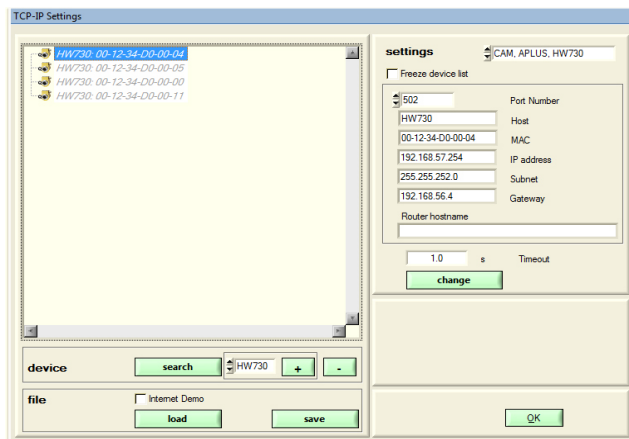 TCP-IP Settings
HW730: 00-12-34-D0-00-04
HW730: 00-12-34-D0-00-05
HW730: 00-12-34-D0-00-00
HW730: 00-12-34-D0-00-11
settings CAM, APLUS, HW730
Freeze device list
502 Port Number
HW730 Host
00-12-34-D0-00-04 MAC
192.168.57.254 IP address
255.255.252.0 Subnet
192.168.56.4 Gateway
Router hostname
1.0 s Timeout
change
device search HW730 + -
file Internet Demo
load save
OK